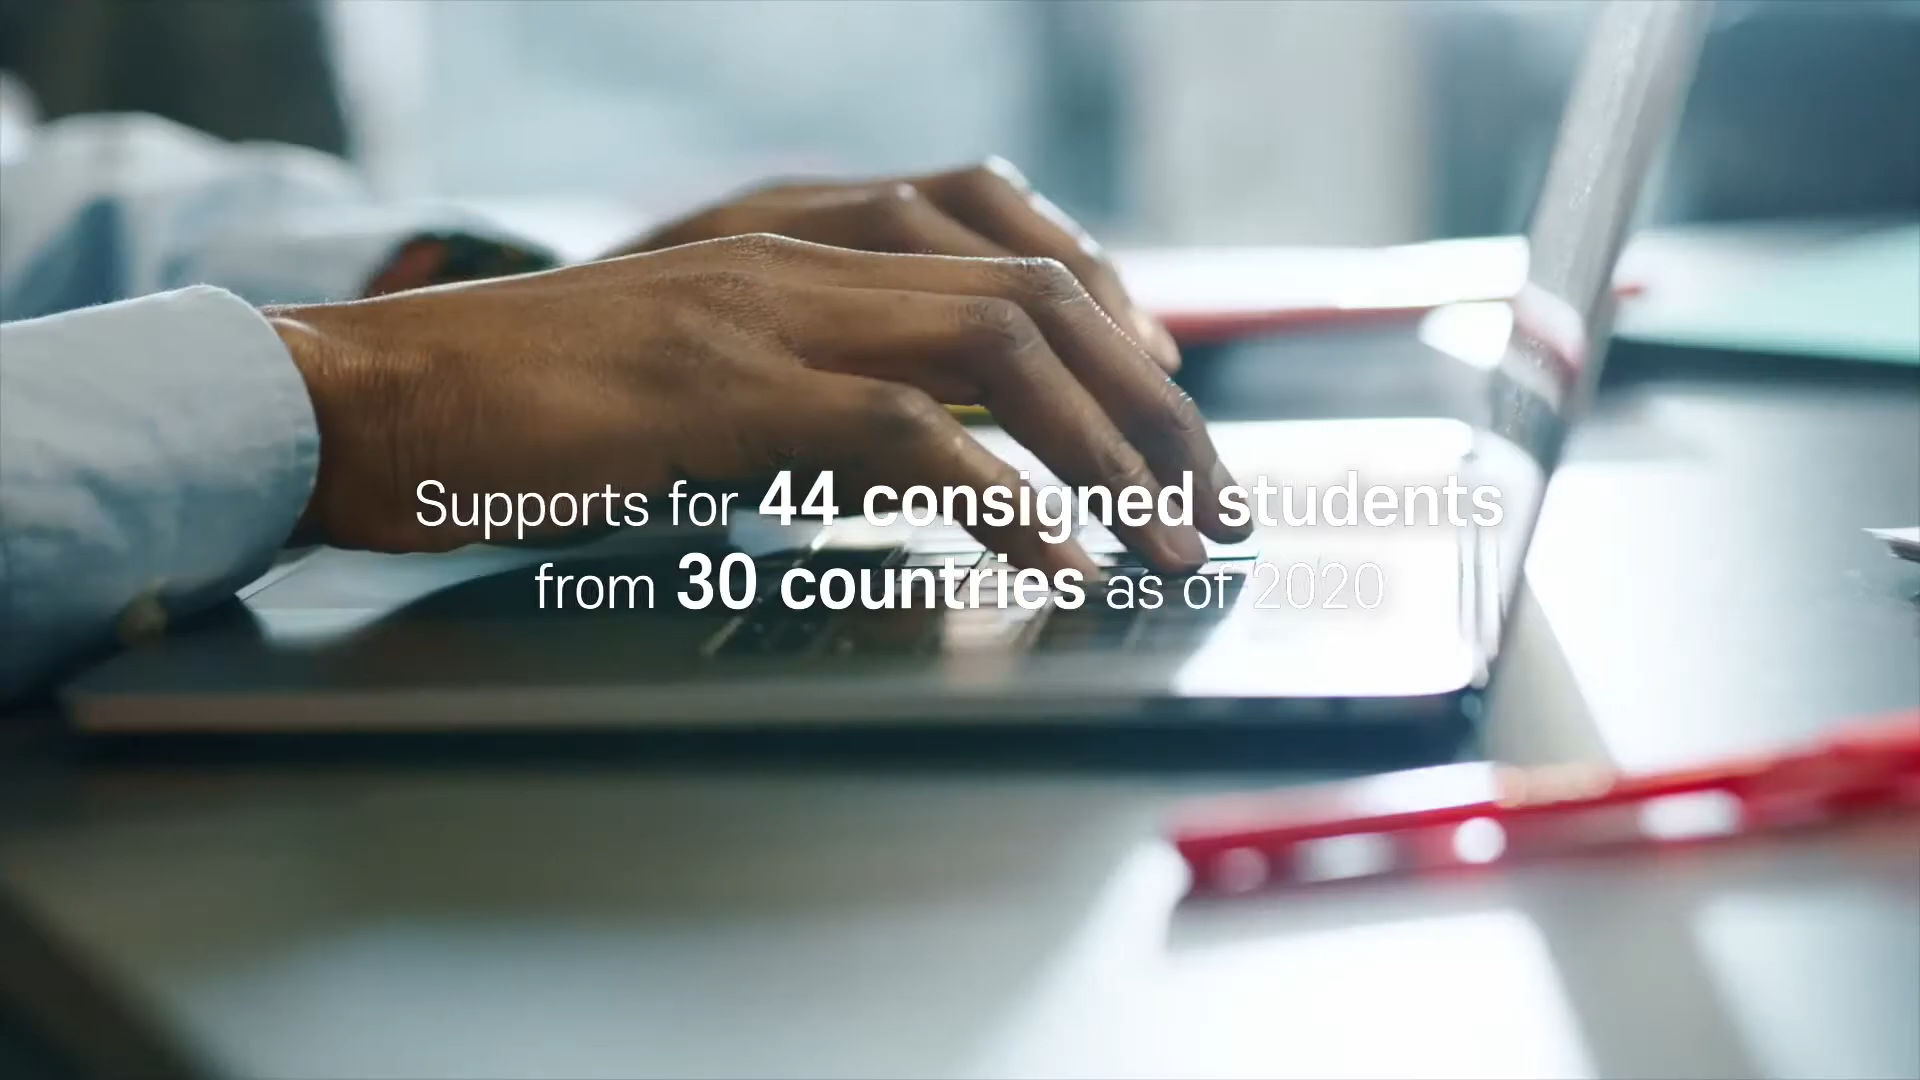 Supports for 44 consigned students
from 30 countries as of 2020